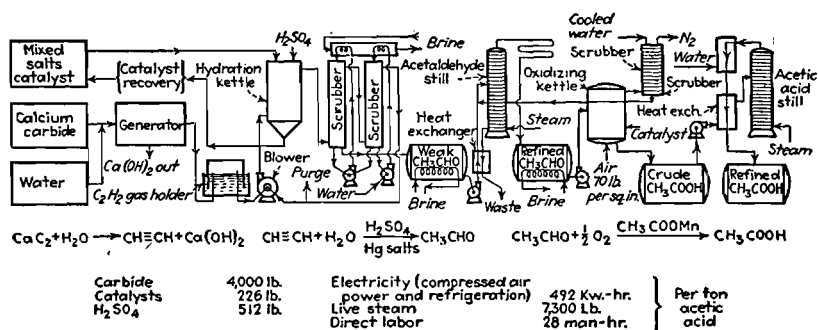 Mixed
salts
catalyst
Catalyst
recovery
Calcium
carbide
Generator
Ca(OH)2 out
Water
C2H2 gas holder
H2SO4
Hydration
kettle
Blower
Purge
Water
Scrubber
Scrubber
Brine
Acetaldehyde
still
Heat
exchanger
Steam
Weak
CH3CHO
Brine
Waste
Refined
CH3CHO
Brine
Cooled
water
Scrubber
Oxidizing
kettle
N2
Water
Scrubber
Heat exch.
Catalyst
Air
70 lb.
per sq. in.
Crude
CH3COOH
Acetic
acid
still
Steam
Refined
CH3COOH
CaC2+H2O → CH≡CH+Ca(OH)2
CH≡CH+H2O H2SO4 → Hg salts CH3CHO
CH3CHO+½O2 CH3COOMn → CH3COOH
Carbide 4,000 lb.
Catalysts 226 lb.
H2SO4 512 lb.
Electricity (compressed air
power and refrigeration) 492 Kw.-hr.
Live steam 7,300 Lb.
Direct labor 28 man-hr.
Per ton
acetic
acid